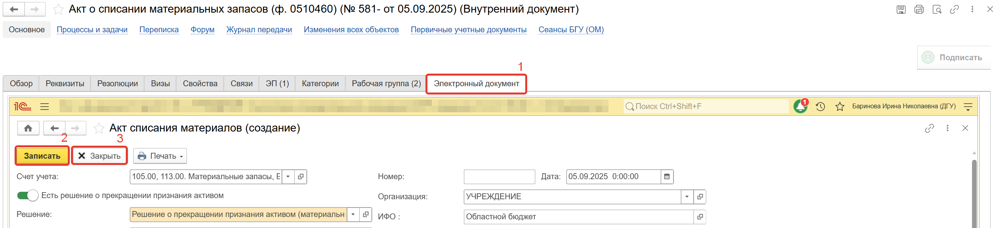 Акт о списании материальных запасов (ф. 0510460) (№ 581- от 05.09.2025) (Внутренний документ)
Основное Процессы и задачи Переписка Форум Журнал передачи Изменения всех объектов Первичные учетные документы Сеансы БГУ (ОМ)
Подписать
1
Обзор Реквизиты Резолюции Визы Свойства Связи ЭП (1) Категории Рабочая группа (2) Электронный документ
1С Поиск Ctrl+Shift+F 1 Баринова Ирина Николаевна (ДГУ)
Акт списания материалов (создание)
2 3
Записать Закрыть Печать
Счет учета: 105.00, 113.00. Материальные запасы, Номер: Дата: 05.09.2025 0:00:00
Есть решение о прекращении признания активом Организация: УЧРЕЖДЕНИЕ
Решение: Решение о прекращении признания активом (материальн ИФО : Областной бюджет